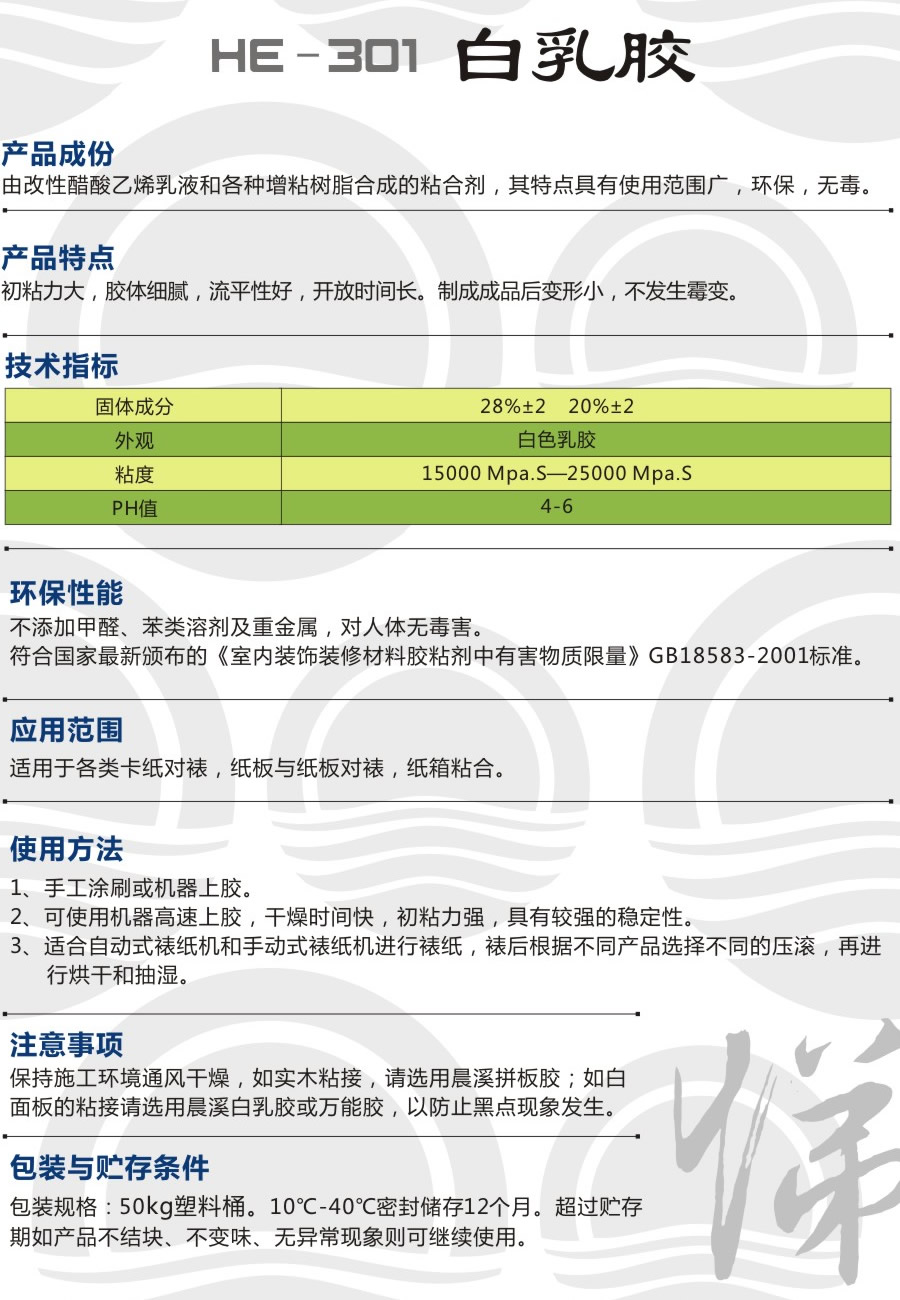 HE-301 白乳胶
产品成份
由改性醋酸乙烯乳液和各种增粘树脂合成的粘合剂，其特点具有使用范围广，环保，无毒。
产品特点
初粘力大，胶体细腻，流平性好，开放时间长。制成成品后变形小，不发生霉变。
技术指标
固体成分 28%±2 20%±2
外观 白色乳胶
粘度 15000 Mpa.S—25000 Mpa.S
PH值 4-6
环保性能
不添加甲醛、苯类溶剂及重金属，对人体无毒害。
符合国家最新颁布的《室内装饰装修材料胶粘剂中有害物质限量》GB18583-2001标准。
应用范围
适用于各类卡纸对裱，纸板与纸板对裱，纸箱粘合。
使用方法
1、手工涂刷或机器上胶。
2、可使用机器高速上胶，干燥时间快，初粘力强，具有较强的稳定性。
3、适合自动式裱纸机和手动式裱纸机进行裱纸，裱后根据不同产品选择不同的压滚，再进
行烘干和抽湿。
注意事项
保持施工环境通风干燥，如实木粘接，请选用晨溪拼板胶；如白
面板的粘接请选用晨溪白乳胶或万能胶，以防止黑点现象发生。
包装与贮存条件
包装规格：50kg塑料桶。10℃-40℃密封储存12个月。超过贮存
期如产品不结块、不变味、无异常现象则可继续使用。
悌